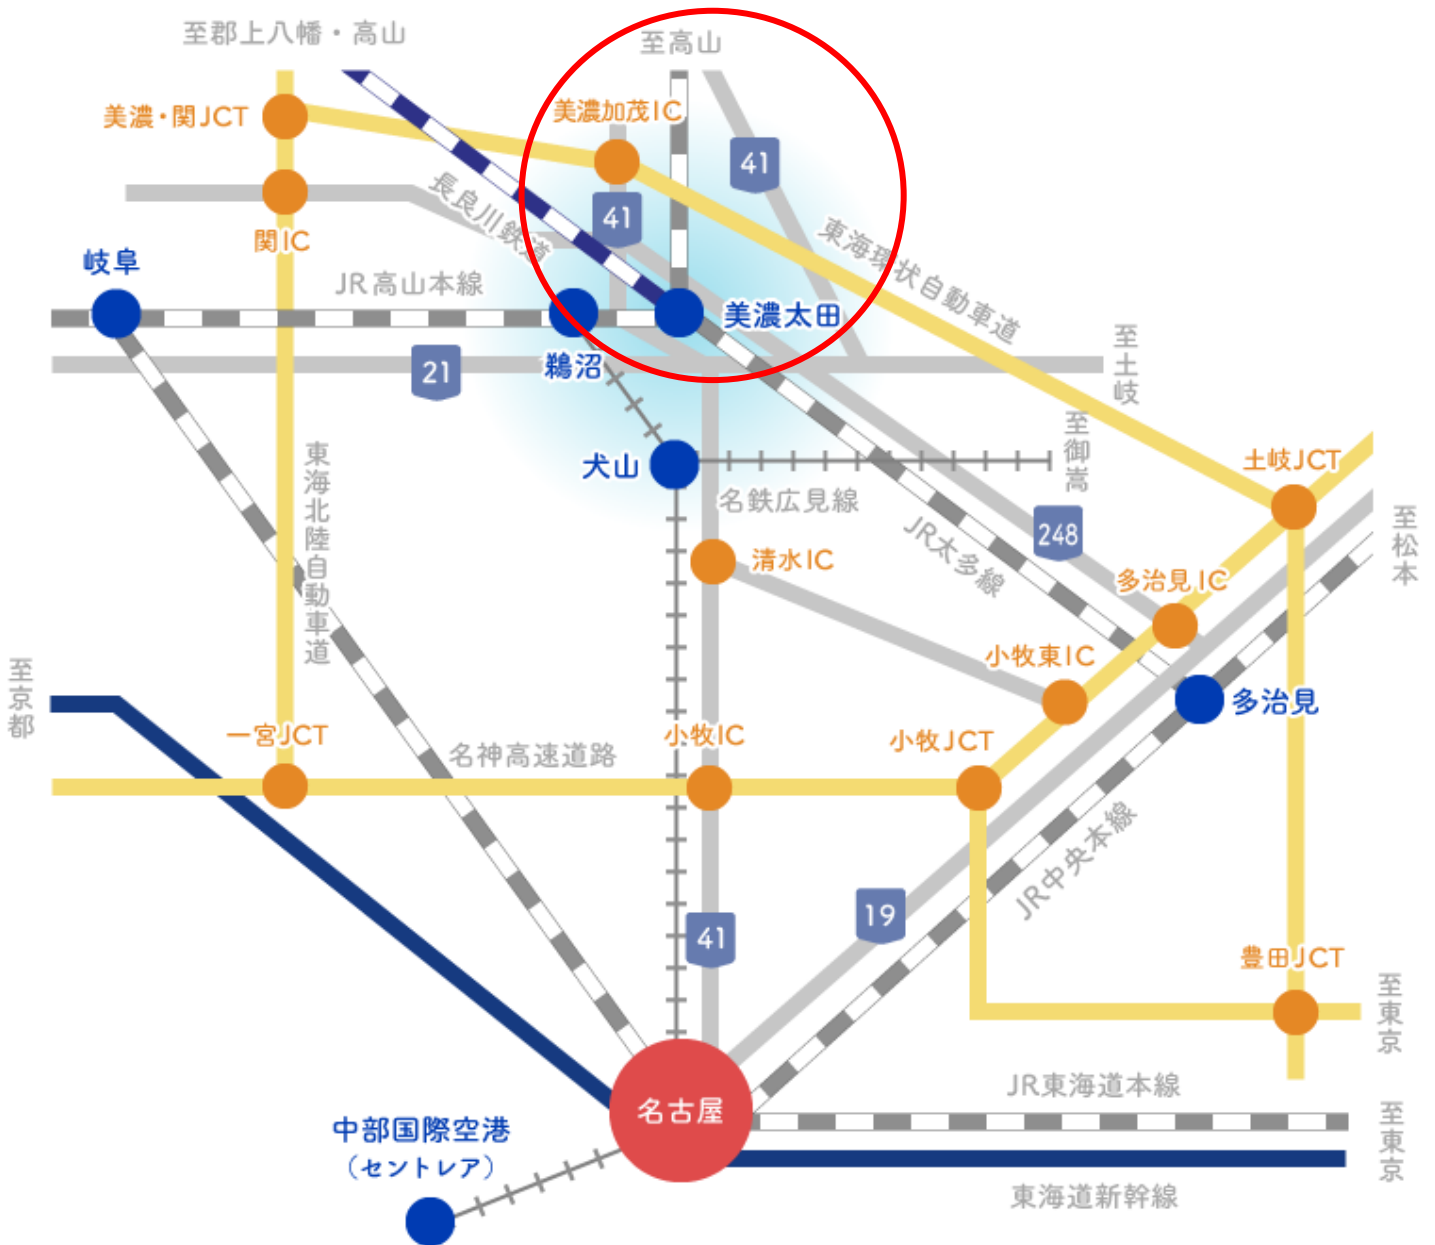 至郡上八幡・高山
至高山
美濃・関JCT
美濃加茂IC
41
41
長良川鉄道
東海環状自動車道
関IC
岐阜
JR高山本線
美濃太田
至土岐
21
鵜沼
至御嵩
犬山
名鉄広見線
土岐JCT
東海北陸自動車道
JR太多線
248
至松本
清水IC
多治見IC
小牧東IC
至京都
多治見
一宮JCT
名神高速道路
小牧IC
小牧JCT
JR中央本線
41
19
豊田JCT
至東京
名古屋
JR東海道本線
至東京
中部国際空港
（セントレア）
東海道新幹線